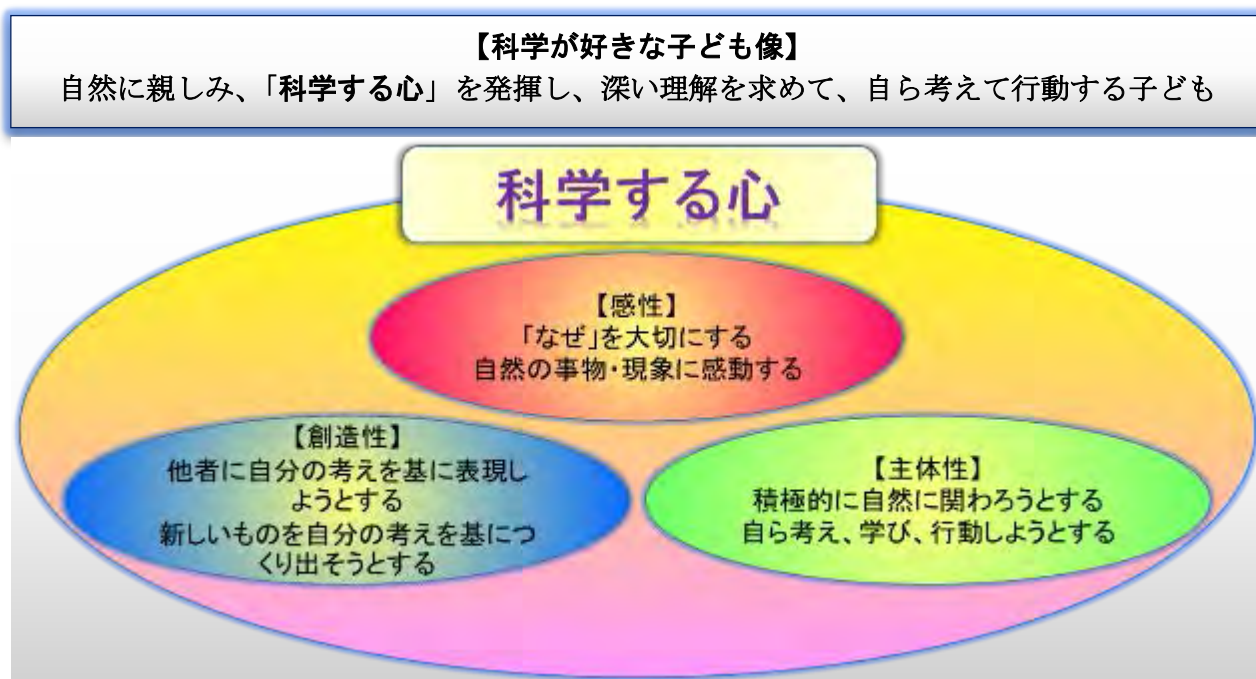 【科学が好きな子ども像】
自然に親しみ、「科学する心」を発揮し、深い理解を求めて、自ら考えて行動する子ども
科学する心
【感性】
「なぜ」を大切にする
自然の事物・現象に感動する
【創造性】
他者に自分の考えを基に表現し
ようとする
新しいものを自分の考えを基につ
くり出そうとする
【主体性】
積極的に自然に関わろうとする
自ら考え、学び、行動しようとする